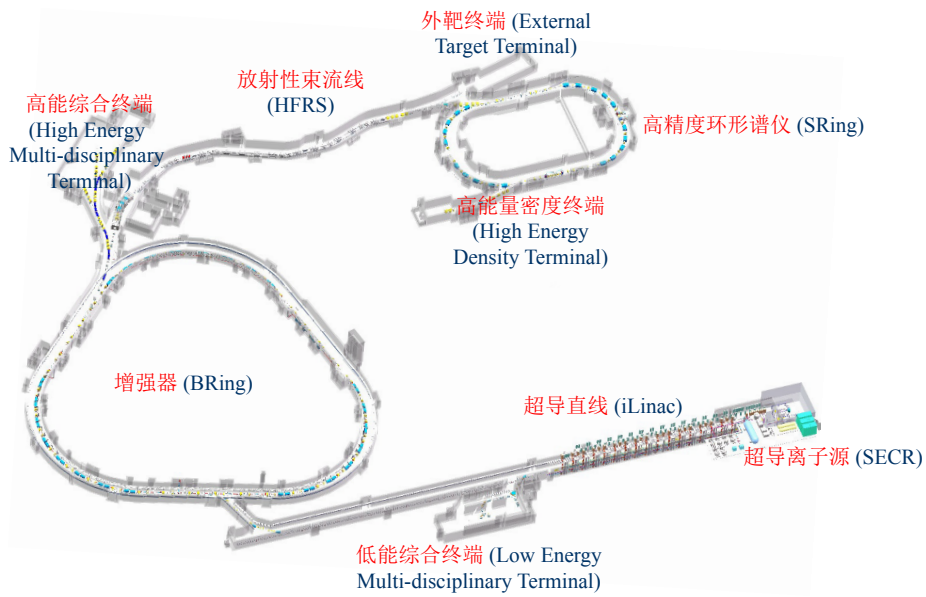 外靶终端 (External
Target Terminal)
放射性束流线
(HFRS)
高能综合终端
(High Energy
Multi-disciplinary
Terminal)
高精度环形谱仪 (SRing)
高能量密度终端
(High Energy
Density Terminal)
增强器 (BRing)
超导直线 (iLinac)
超导离子源 (SECR)
低能综合终端 (Low Energy
Multi-disciplinary Terminal)